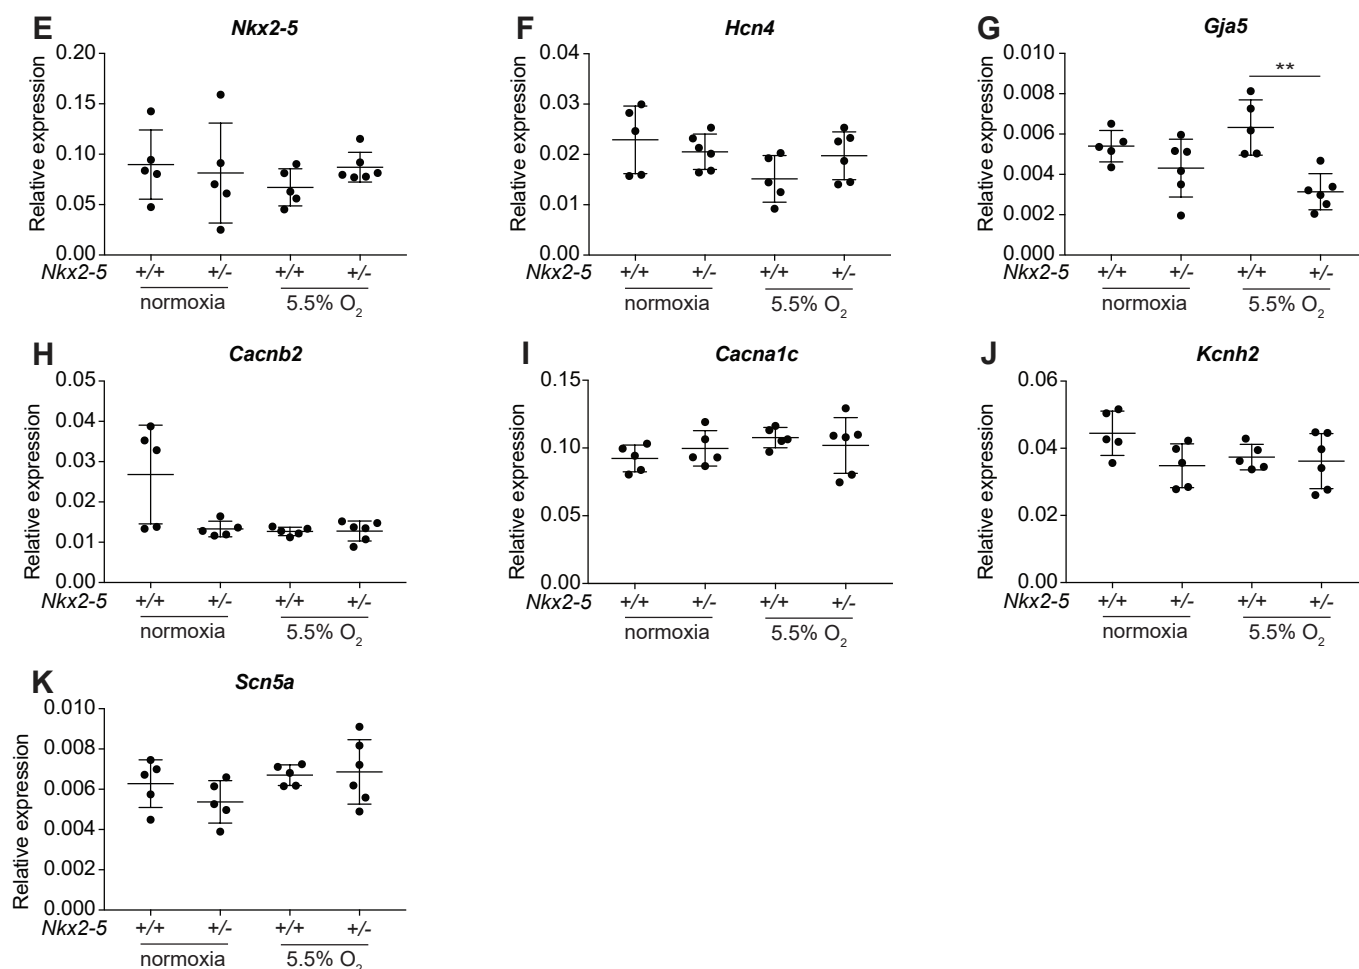 E
Nkx2-5
Relative expression
0.20
0.15
0.10
0.05
0.00
Nkx2-5 +/+ +/- +/+ +/-
normoxia 5.5% O2
F
Hcn4
Relative expression
0.04
0.03
0.02
0.01
0.00
Nkx2-5 +/+ +/- +/+ +/-
normoxia 5.5% O2
G
Gja5
Relative expression
0.010
0.008
0.006
0.004
0.002
0.000
**
Nkx2-5 +/+ +/- +/+ +/-
normoxia 5.5% O2
H
Cacnb2
Relative expression
0.05
0.04
0.03
0.02
0.01
0.00
Nkx2-5 +/+ +/- +/+ +/-
normoxia 5.5% O2
I
Cacna1c
Relative expression
0.15
0.10
0.05
0.00
Nkx2-5 +/+ +/- +/+ +/-
normoxia 5.5% O2
J
Kcnh2
Relative expression
0.06
0.04
0.02
0.00
Nkx2-5 +/+ +/- +/+ +/-
normoxia 5.5% O2
K
Scn5a
Relative expression
0.010
0.008
0.006
0.004
0.002
0.000
Nkx2-5 +/+ +/- +/+ +/-
normoxia 5.5% O2